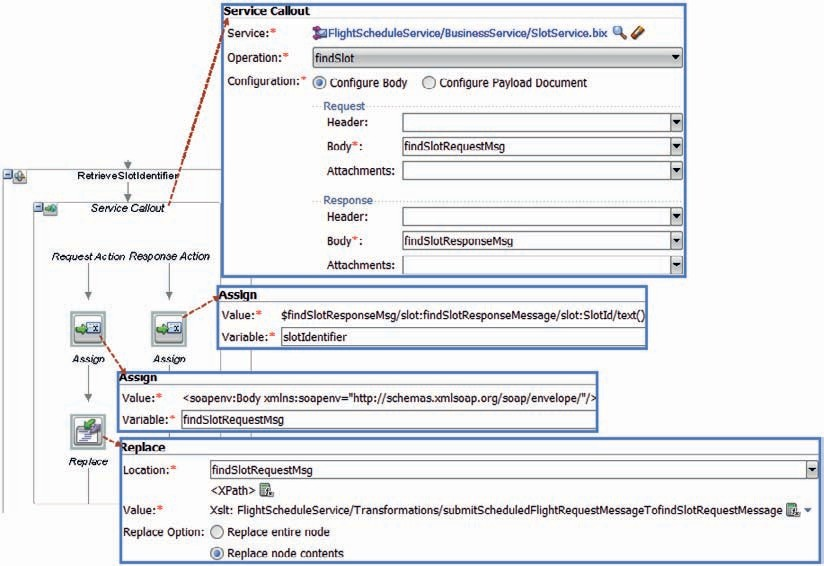 Service Callout
Service:* FlightScheduleService/BusinessService/SlotService.bix
Operation:* findSlot
Configuration:* Configure Body Configure Payload Document
Request
Header:
Body*: findSlotRequestMsg
Attachments:
Response
Header:
Body*: findSlotResponseMsg
Attachments:
RetrieveSlotIdentifier
Service Callout
Request Action Response Action
Assign
Assign
Replace
Assign
Value:* $findSlotResponseMsg/slot:findSlotResponseMessage/slot:SlotId/text()
Variable:* slotIdentifier
Assign
Value:* <soapenv:Body xmlns:soapenv="http://schemas.xmlsoap.org/soap/envelope/"/>
Variable:* findSlotRequestMsg
Replace
Location:* findSlotRequestMsg
<XPath>
Value:* Xslt: FlightScheduleService/Transformations/submitScheduledFlightRequestMessageTofindSlotRequestMessage
Replace Option: Replace entire node
Replace node contents